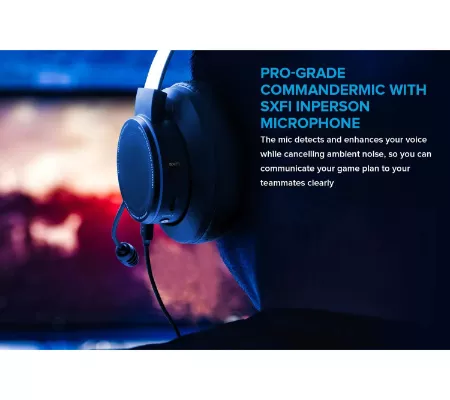 PRO-GRADE
COMMANDERMIC WITH
SXFI INPERSON
MICROPHONE
The mic detects and enhances your voice
while cancelling ambient noise, so you can
communicate your game plan to your
teammates clearly